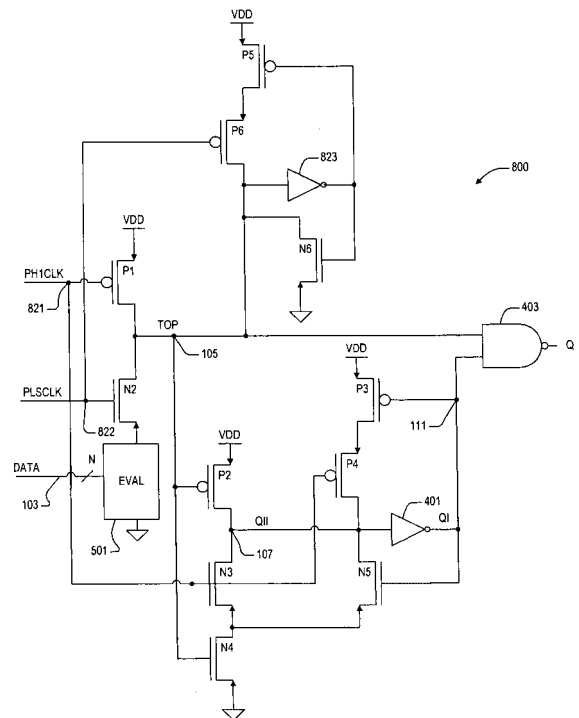 VDD
P5
P6
823
800
VDD
N6
P1
PH1CLK
821
403
TOP
105
Q
VDD
N2
P3
PLSCLK
822
111
VDD
P4
DATA
N
EVAL
P2
103
401
QII
QI
501
107
N3
N5
N4